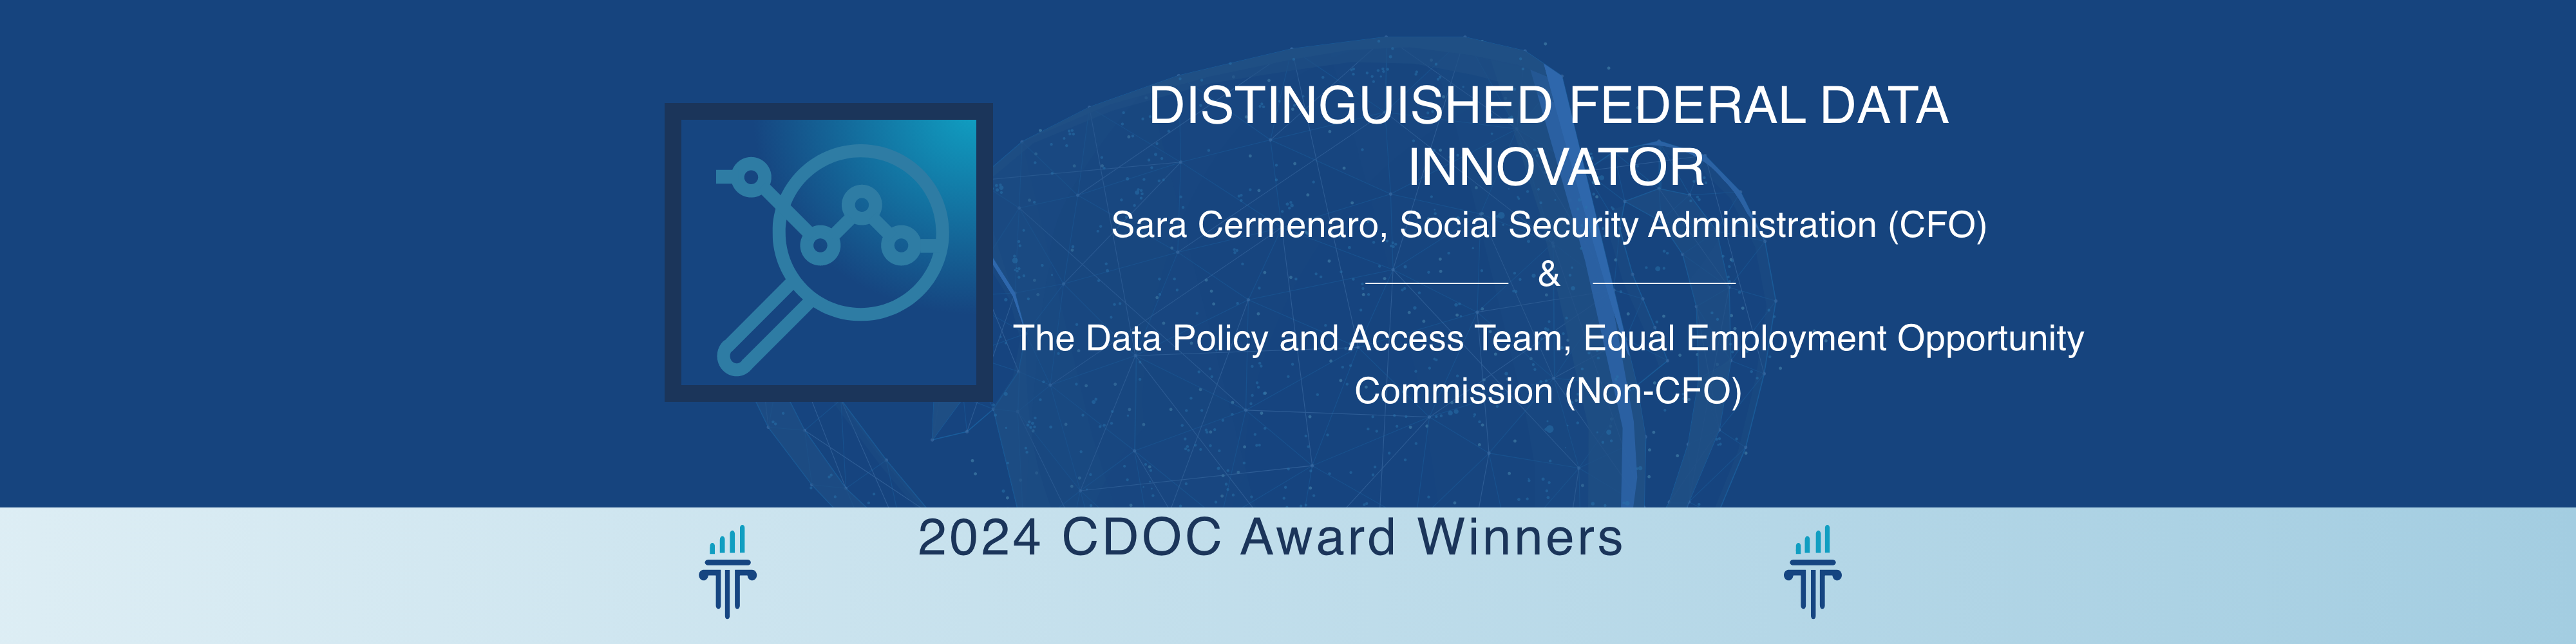 DISTINGUISHED FEDERAL DATA
INNOVATOR
Sara Cermenaro, Social Security Administration (CFO)
&
The Data Policy and Access Team, Equal Employment Opportunity
Commission (Non-CFO)
2024 CDOC Award Winners